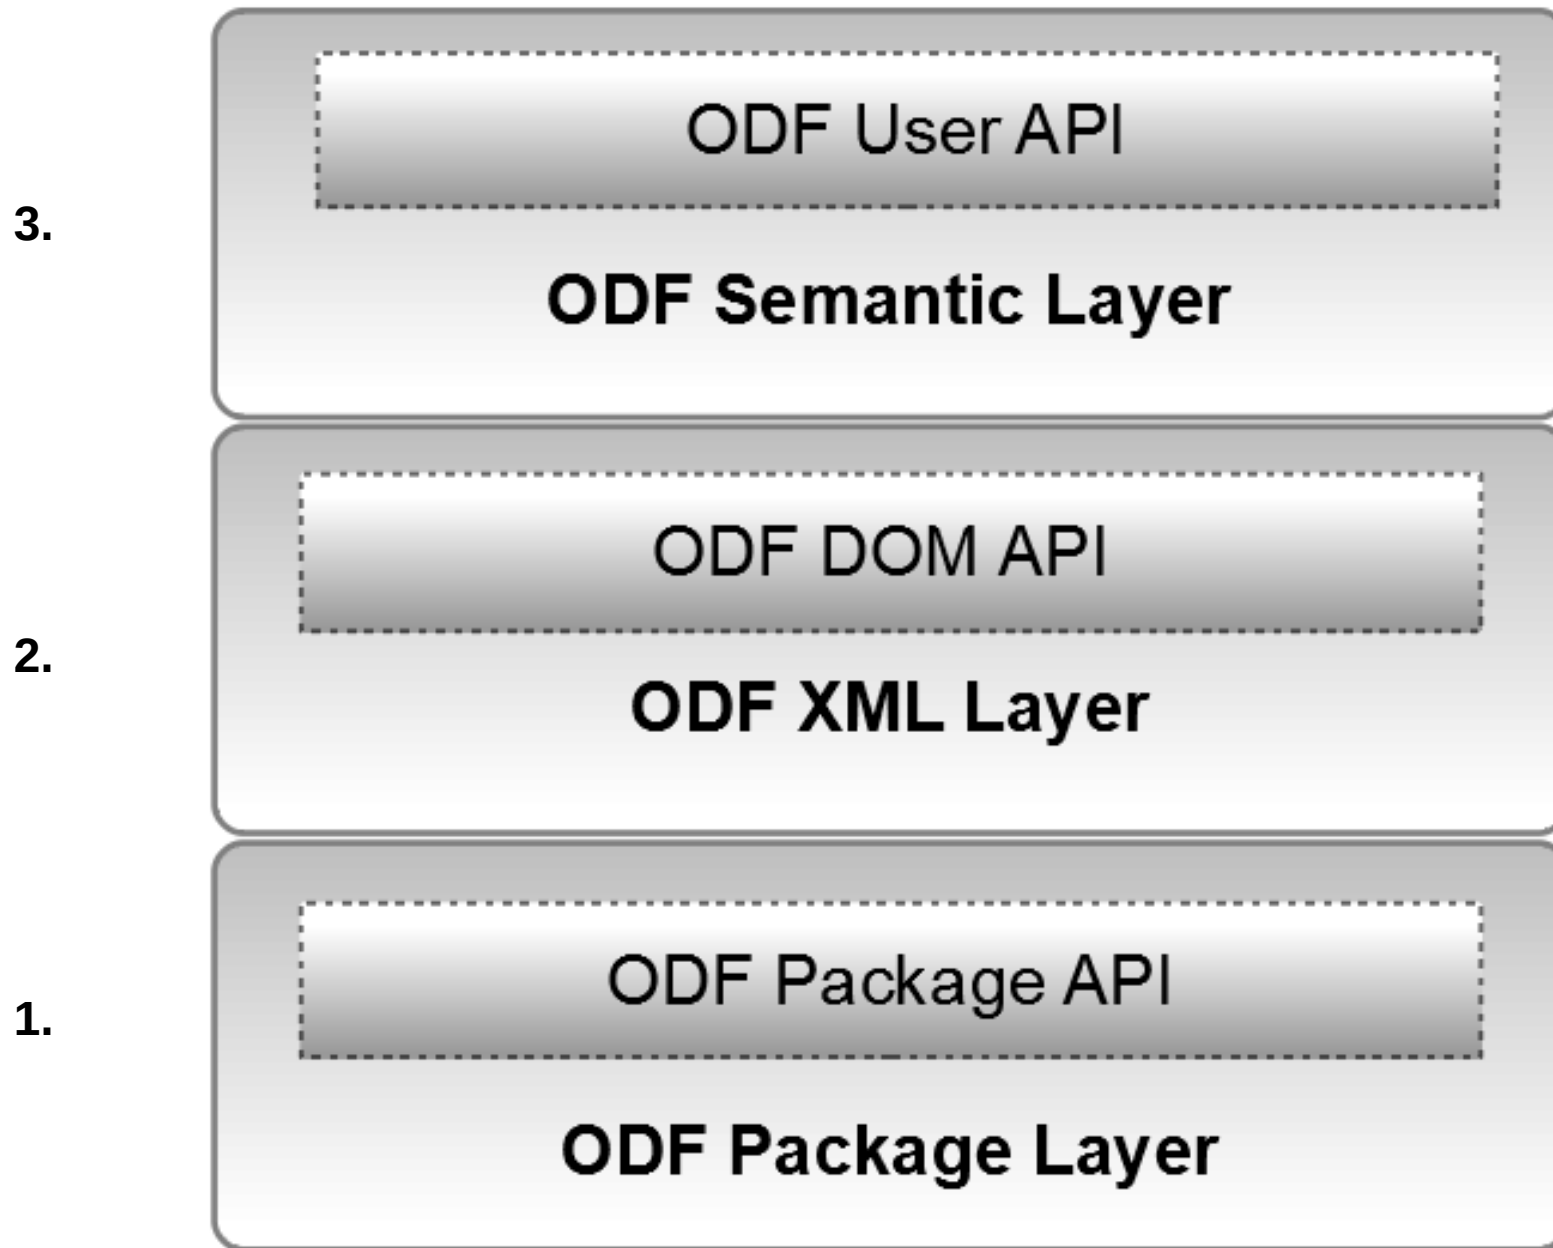 ODF User API
3.
ODF Semantic Layer
ODF DOM API
2.
ODF XML Layer
ODF Package API
1.
ODF Package Layer